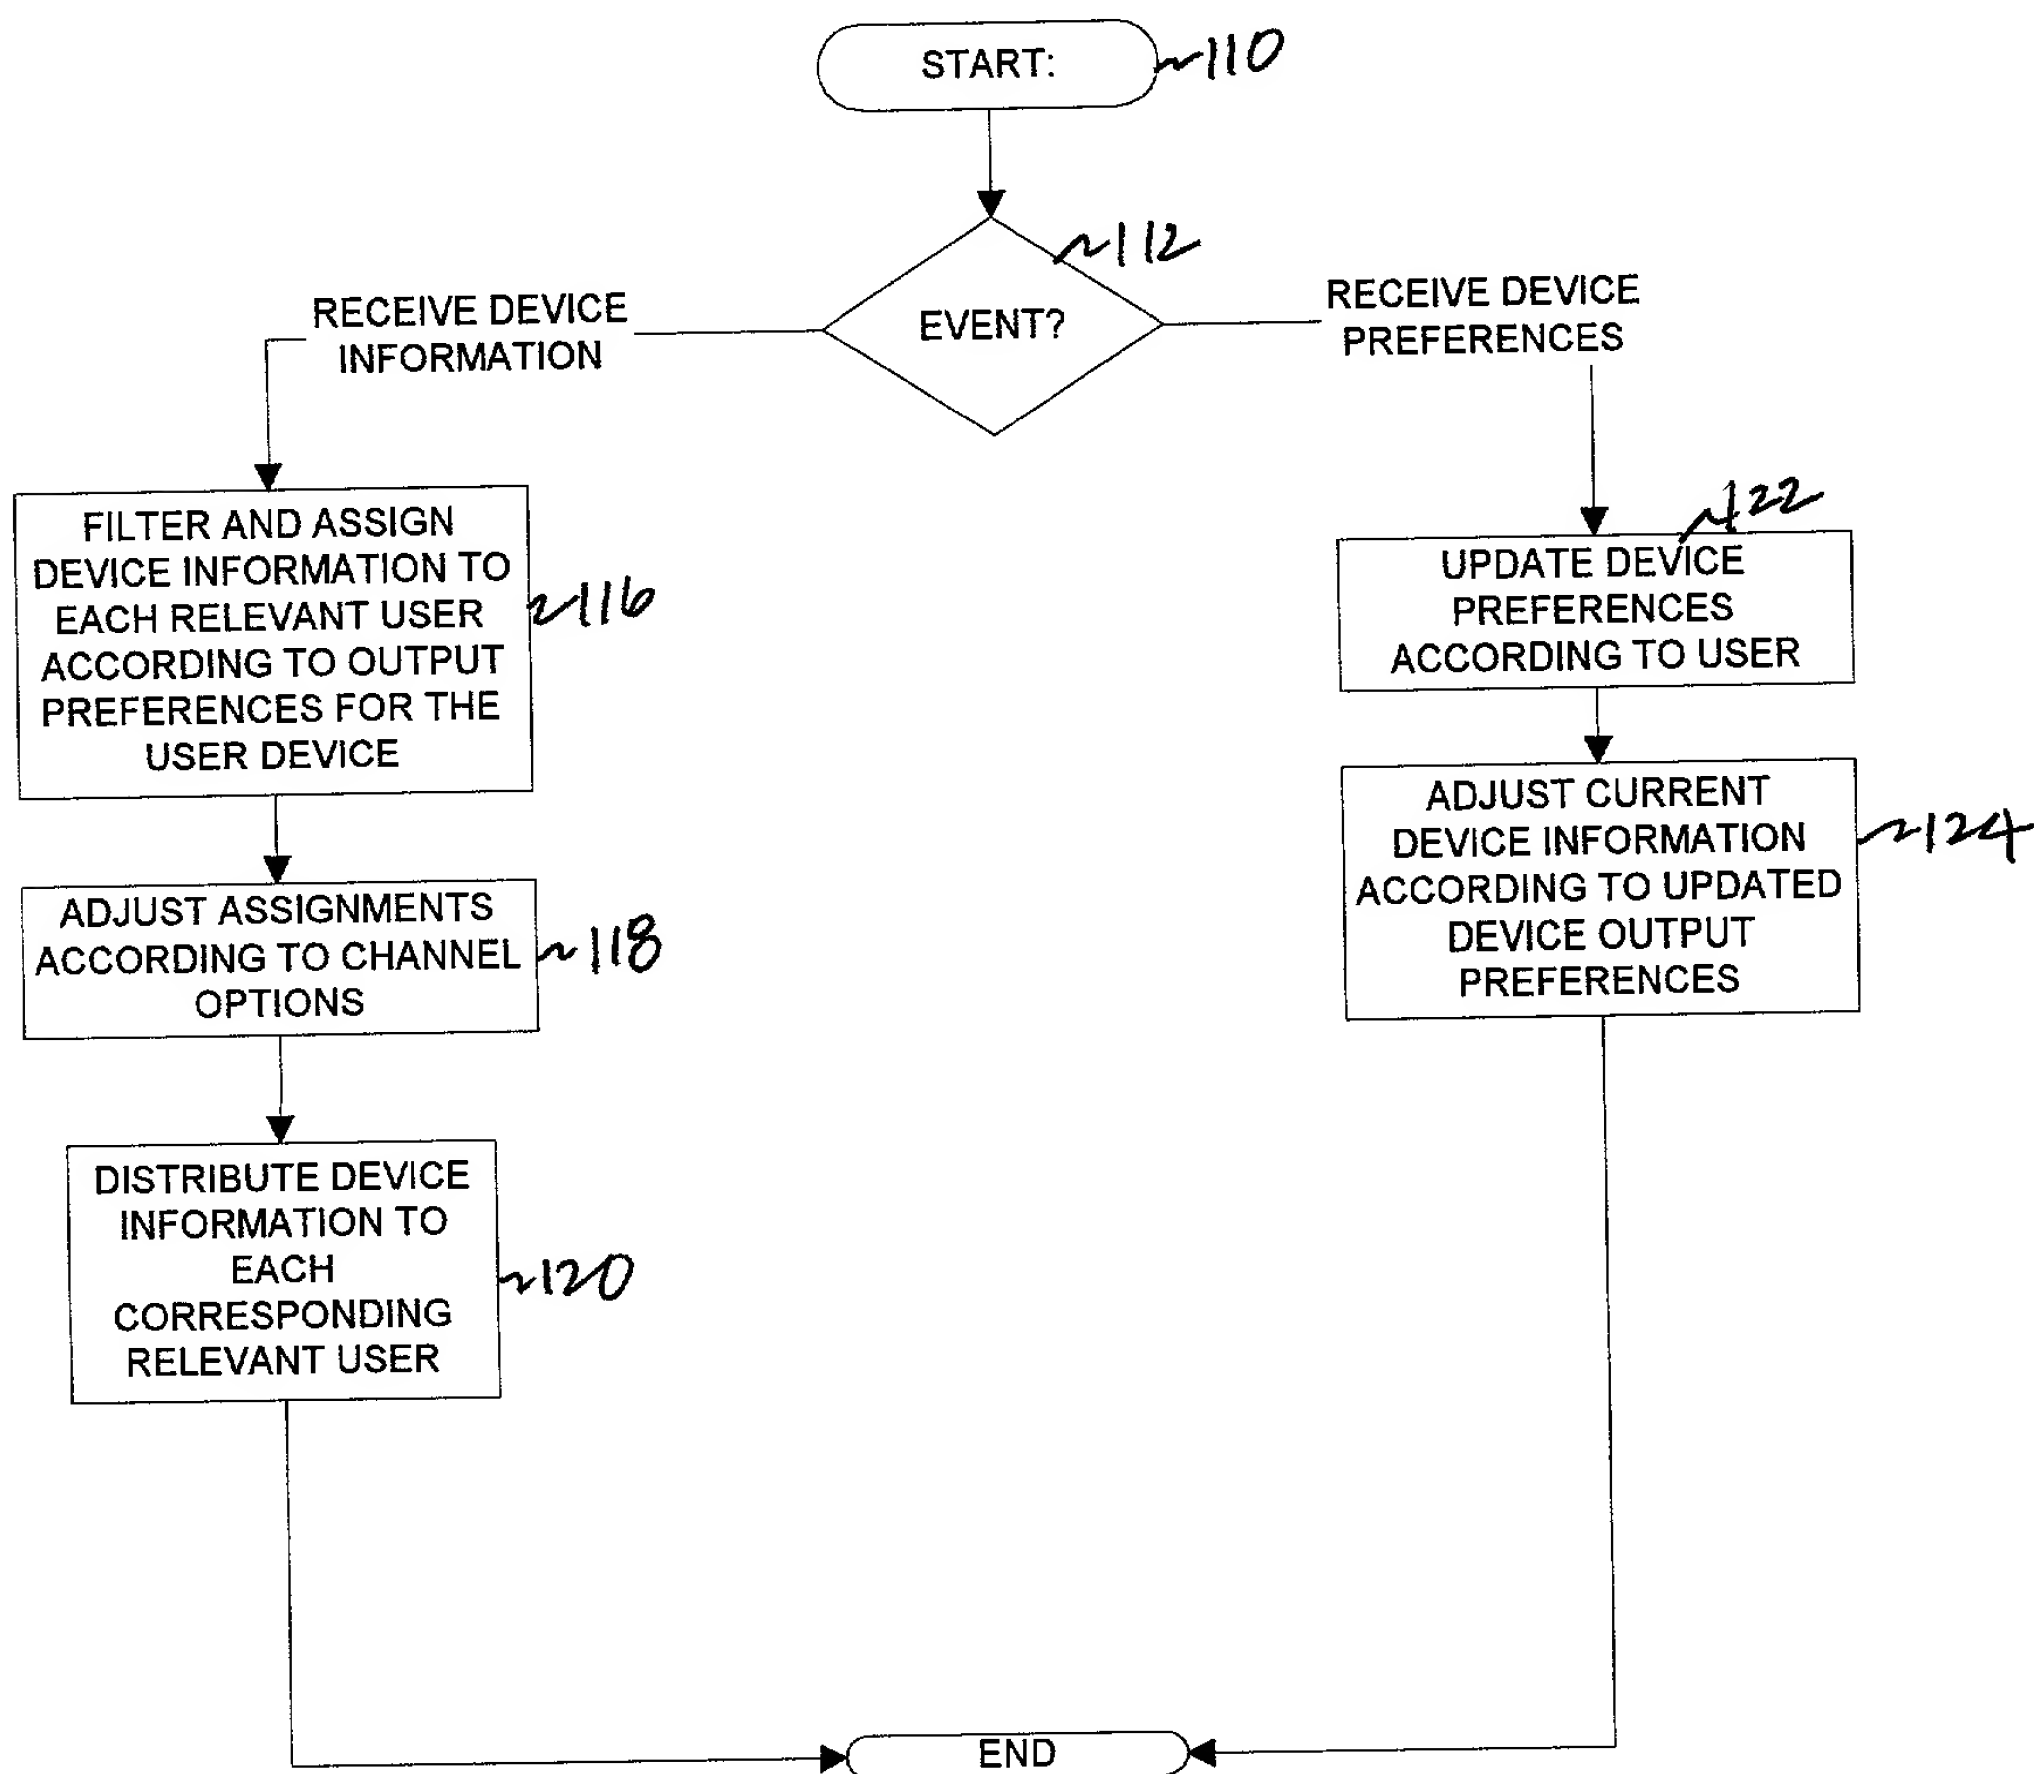 START:
~110
~112
EVENT?
RECEIVE DEVICE
INFORMATION
RECEIVE DEVICE
PREFERENCES
FILTER AND ASSIGN
DEVICE INFORMATION TO
EACH RELEVANT USER
ACCORDING TO OUTPUT
PREFERENCES FOR THE
USER DEVICE
~116
ADJUST ASSIGNMENTS
ACCORDING TO CHANNEL
OPTIONS
~118
DISTRIBUTE DEVICE
INFORMATION TO
EACH
CORRESPONDING
RELEVANT USER
~120
~122
UPDATE DEVICE
PREFERENCES
ACCORDING TO USER
ADJUST CURRENT
DEVICE INFORMATION
ACCORDING TO UPDATED
DEVICE OUTPUT
PREFERENCES
~124
END